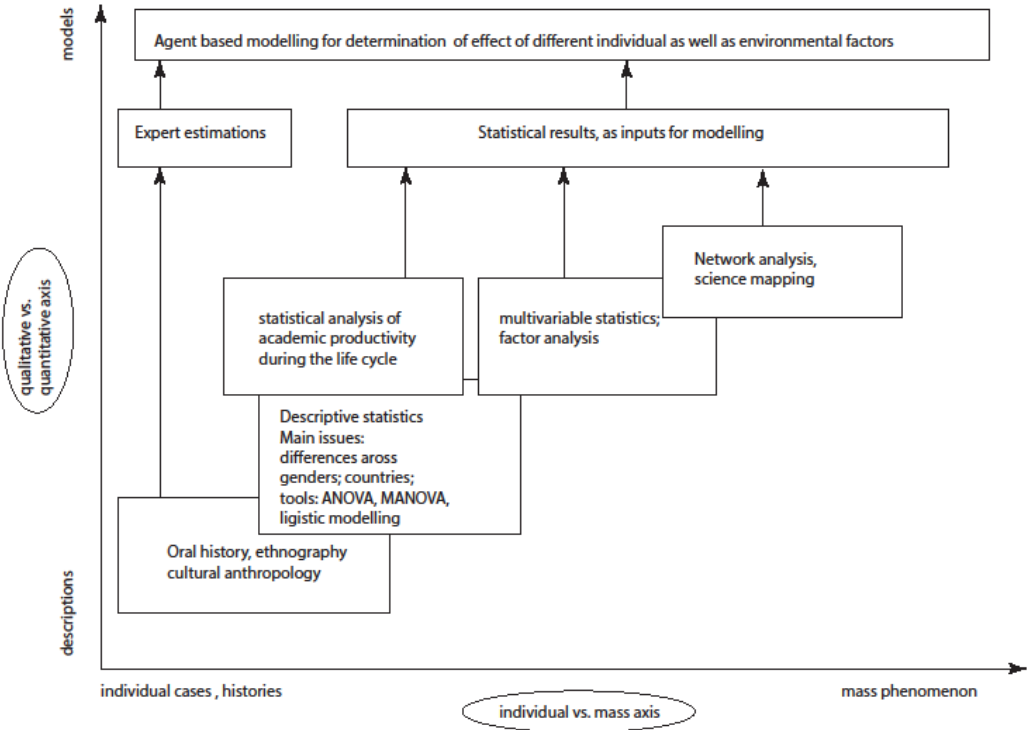 models
Agent based modelling for determination of effect of different individual as well as environmental factors
Expert estimations
Statistical results, as inputs for modelling
Network analysis,
science mapping
qualitative vs.
quantitative axis
statistical analysis of
academic productivity
during the life cycle
multivariable statistics;
factor analysis
Descriptive statistics
Main issues:
differences aross
genders; countries;
tools: ANOVA, MANOVA,
ligistic modelling
Oral history, ethnography
cultural anthropology
descriptions
individual cases , histories
mass phenomenon
individual vs. mass axis